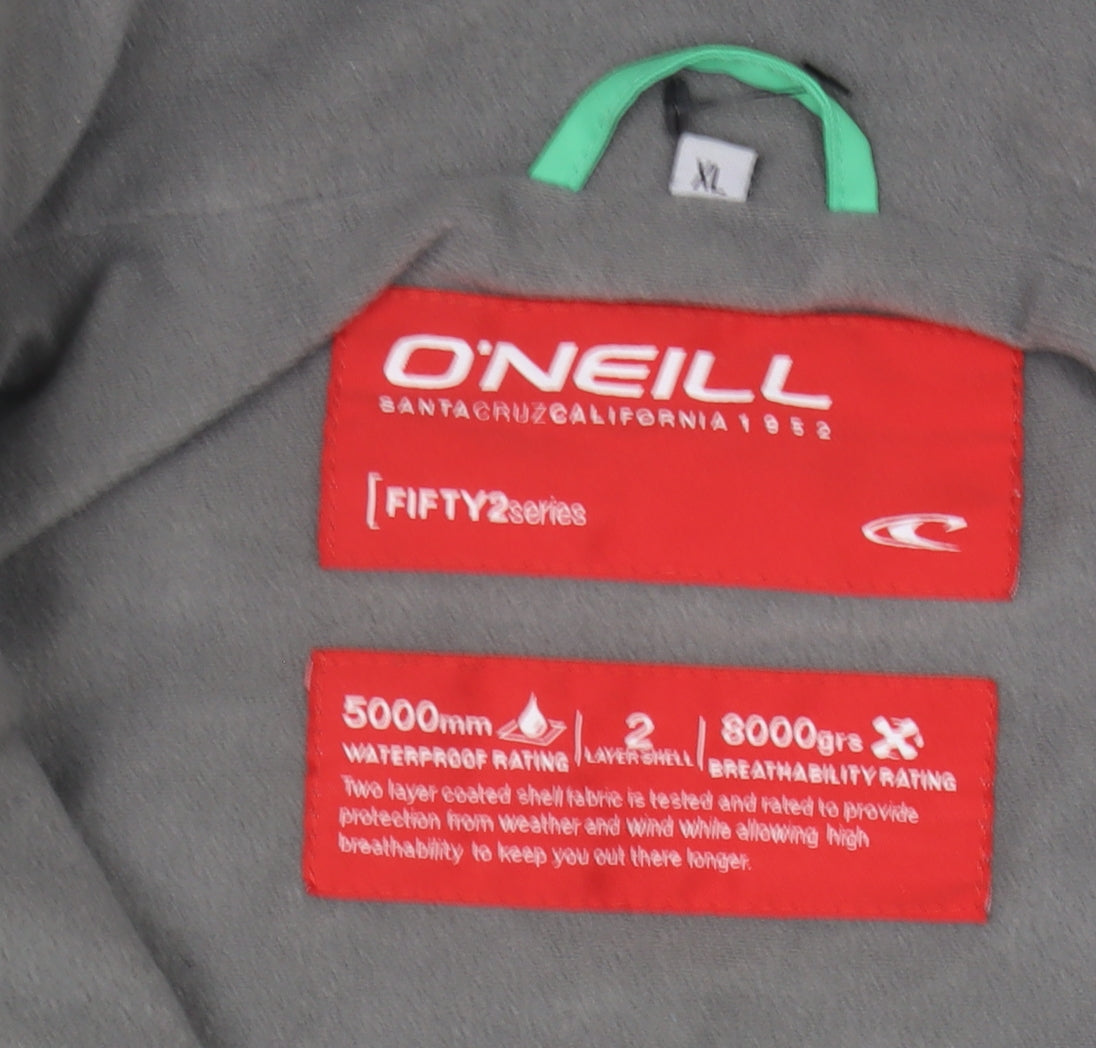 XL
O'NEILL
SANTACRUZCALIFORNIA 1952
[FIFTY2series
5000mm | 2 | 8000grs
WATERPROOF RATING LAYER SHELL BREATHABILITY RATING
Two layer coated shell fabric is tested and rated to provide
protection from weather and wind while allowing high
breathability to keep you out there longer.